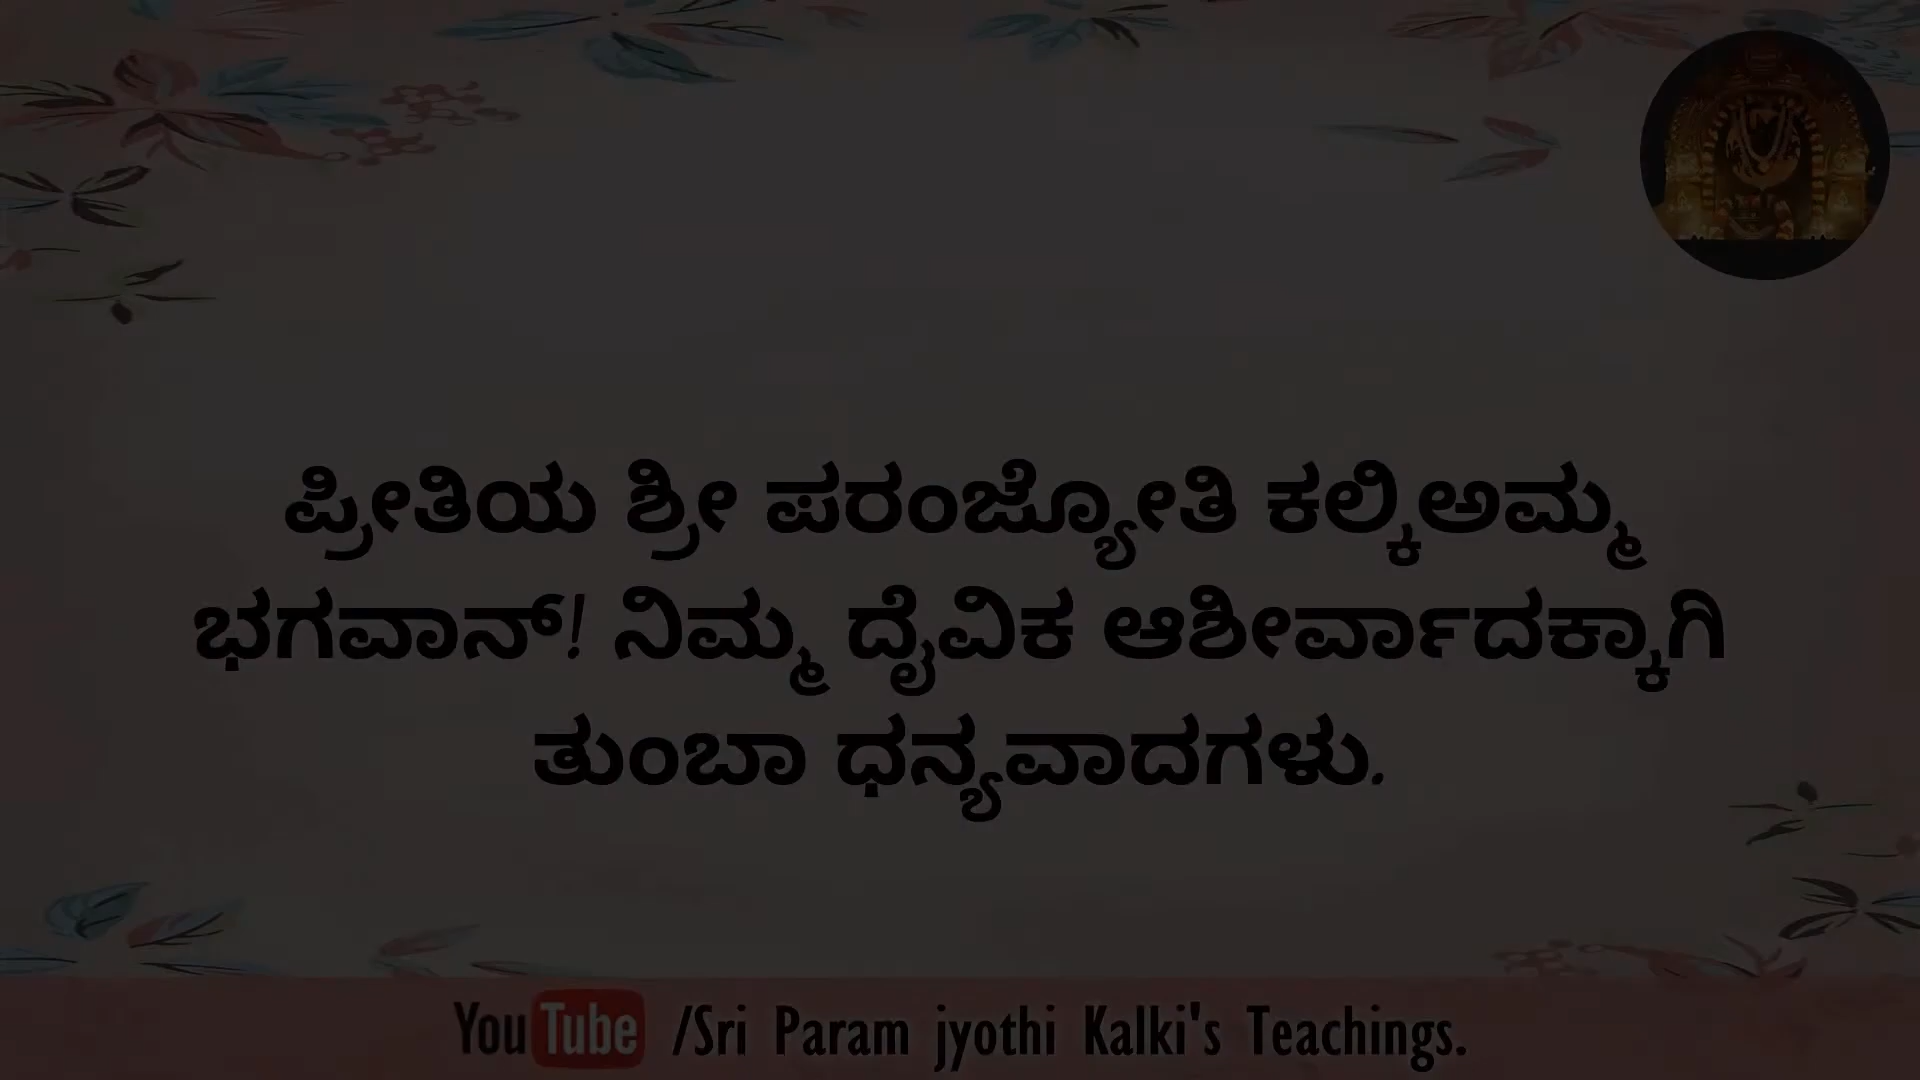 ಪ್ರೀತಿಯ ಶ್ರೀ ಪರಂಜ್ಯೋತಿ ಕಲ್ಕಿಅಮ್ಮ
ಭಗವಾನ್! ನಿಮ್ಮ ದೈವಿಕ ಆಶೀರ್ವಾದಕ್ಕಾಗಿ
ತುಂಬಾ ಧನ್ಯವಾದಗಳು.
YouTube /Sri Param jyothi Kalki's Teachings.